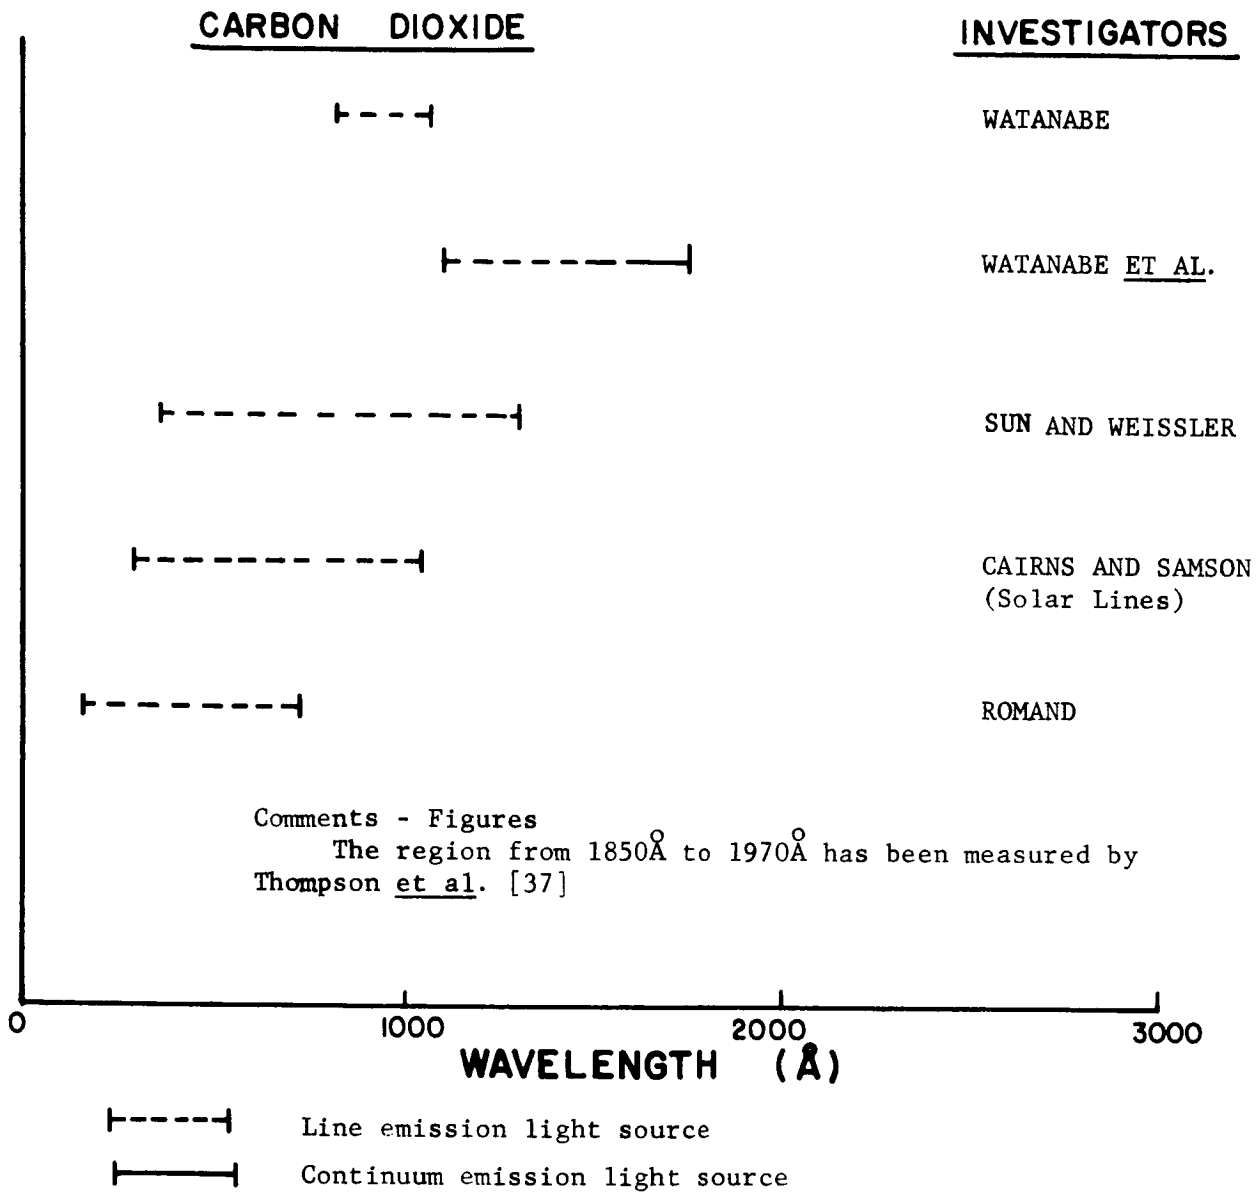 CARBON DIOXIDE
INVESTIGATORS
WATANABE
WATANABE ET AL.
SUN AND WEISSLER
CAIRNS AND SAMSON
(Solar Lines)
ROMAND
Comments - Figures
The region from 1850Å to 1970Å has been measured by
Thompson et al. [37]
0 1000 2000 3000
WAVELENGTH (Å)
Line emission light source
Continuum emission light source